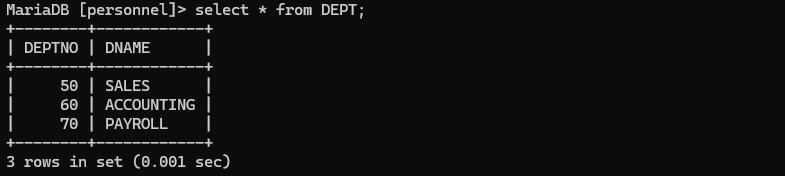 MariaDB [personnel]> select * from DEPT;
+--------+------------+
| DEPTNO | DNAME      |
+--------+------------+
|     50 | SALES      |
|     60 | ACCOUNTING |
|     70 | PAYROLL    |
+--------+------------+
3 rows in set (0.001 sec)